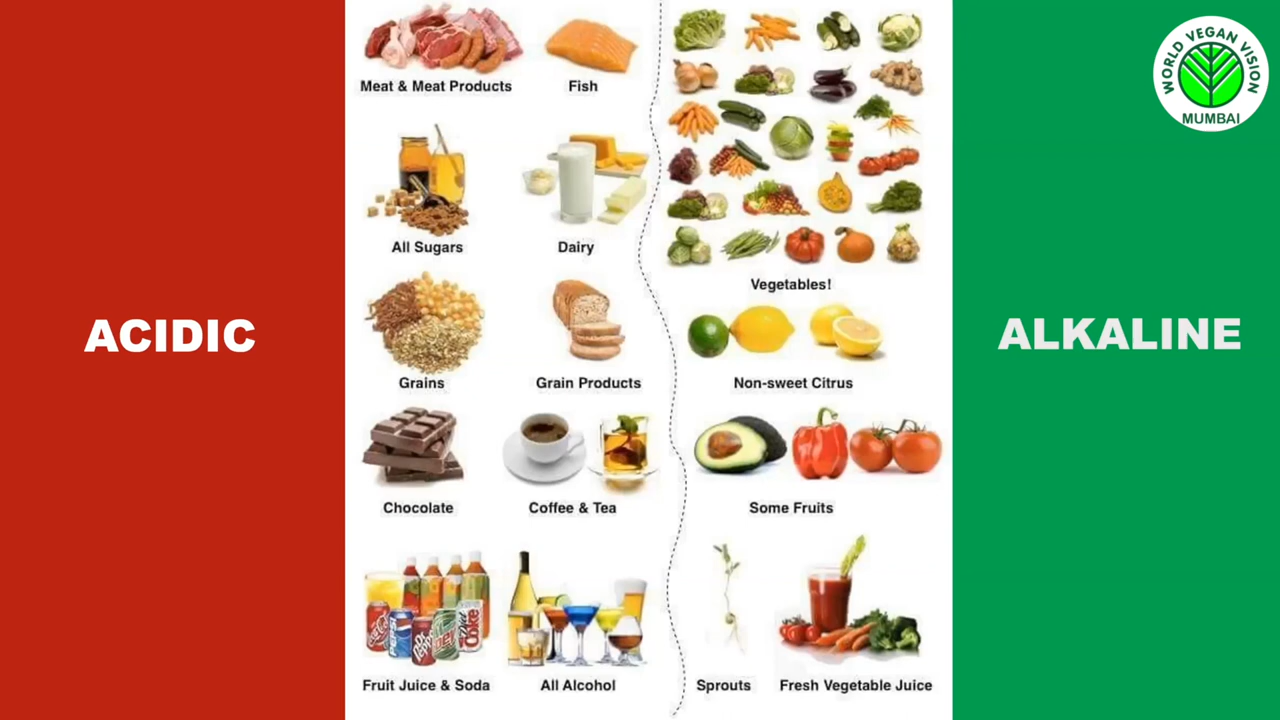 ACIDIC
Meat & Meat Products
Fish
All Sugars
Dairy
Grains
Grain Products
Chocolate
Coffee & Tea
Fruit Juice & Soda
All Alcohol
Vegetables!
Non-sweet Citrus
Some Fruits
Sprouts
Fresh Vegetable Juice
ALKALINE
WORLD VEGAN VISION
MUMBAI